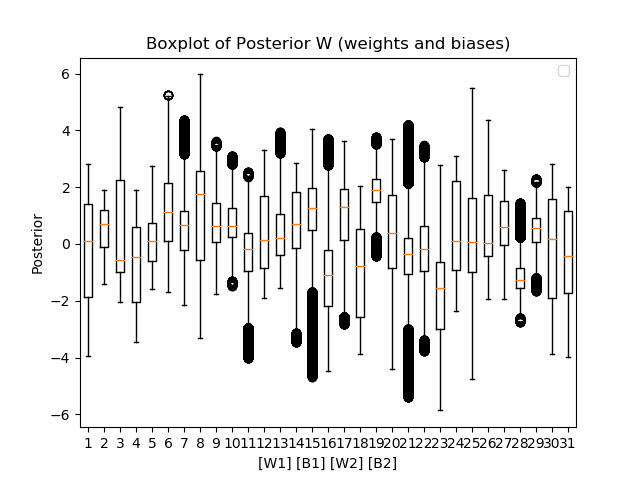 Boxplot of Posterior W (weights and biases)
6
4
2
0
−2
−4
−6
Posterior
1 2 3 4 5 6 7 8 9 10 11 12 13 14 15 16 17 18 19 20 21 22 23 24 25 26 27 28 29 30 31
[W1] [B1] [W2] [B2]